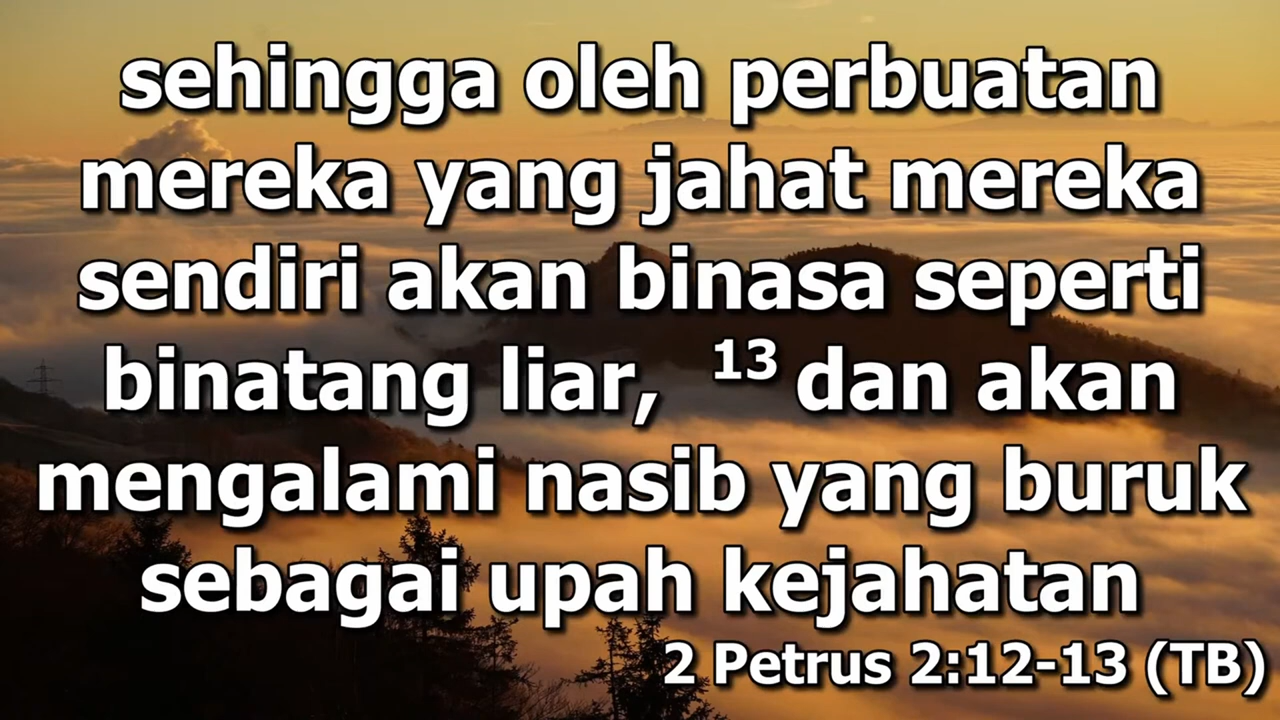 sehingga oleh perbuatan
mereka yang jahat mereka
sendiri akan binasa seperti
binatang liar, 13 dan akan
mengalami nasib yang buruk
sebagai upah kejahatan
2 Petrus 2:12-13 (TB)